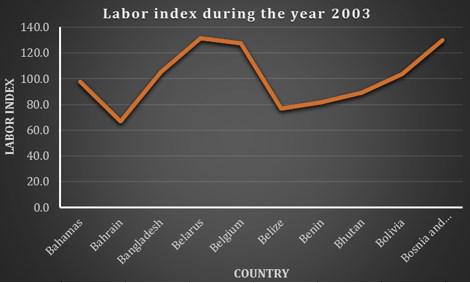 Labor index during the year 2003
140.0
120.0
100.0
80.0
60.0
40.0
20.0
0.0
LABOR INDEX
Bahamas
Bahrain
Bangladesh
Belarus
Belgium
Belize
Benin
Bhutan
Bolivia
Bosnia and...
COUNTRY